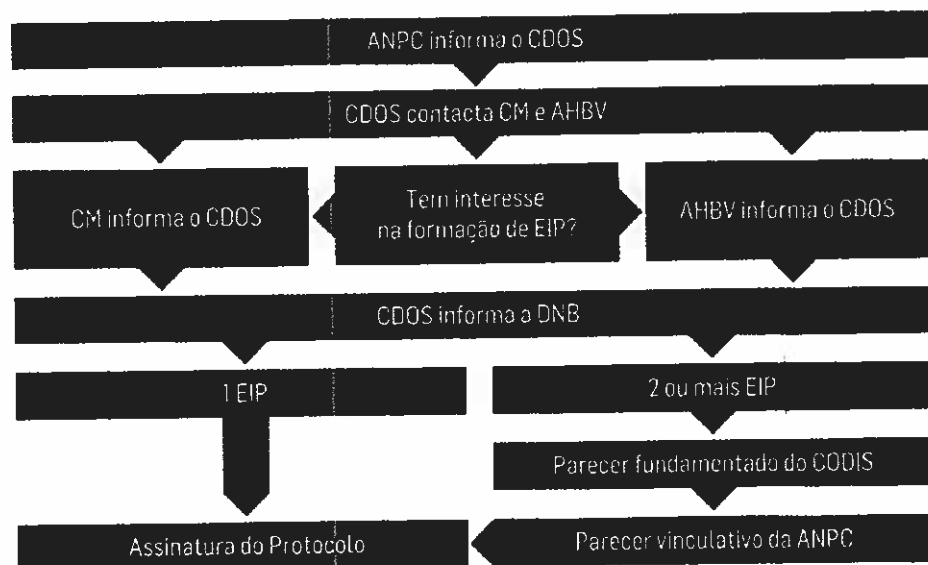 ANPC informa o CDOS
CDOS contacta CM e AHBV
CM informa o CDOS
Tem interesse
na formação de EIP?
AHBV informa o CDOS
CDOS informa a DNB
1 EIP
2 ou mais EIP
Parecer fundamentado do CODIS
Assinatura do Protocolo
Parecer vinculativo da ANPC